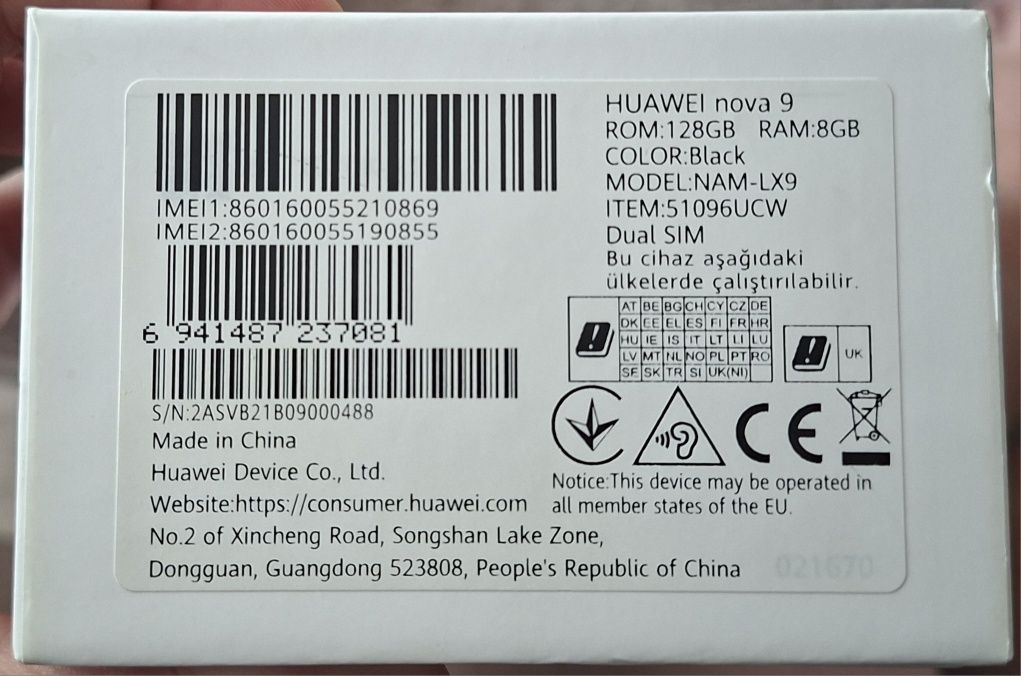 IMEI1:860160055210869
IMEI2:860160055190855
6 941487 237081
S/N:2ASVB21B09000488
Made in China
Huawei Device Co., Ltd.
Website:https://consumer.huawei.com
No.2 of Xincheng Road, Songshan Lake Zone,
Dongguan, Guangdong 523808, People's Republic of China
HUAWEI nova 9
ROM:128GB RAM:8GB
COLOR:Black
MODEL:NAM-LX9
ITEM:51096UCW
Dual SIM
Bu cihaz aşağıdaki
ülkelerde çalıştırılabilir.
AT BE BG CH CY CZ DE
DK EE EL ES FI FR HR
HU IE IS IT LT LI LU
LV MT NL NO PL PT RO
SE SK TR SI UK(NI)
UK
CE
Notice:This device may be operated in
all member states of the EU.
021670